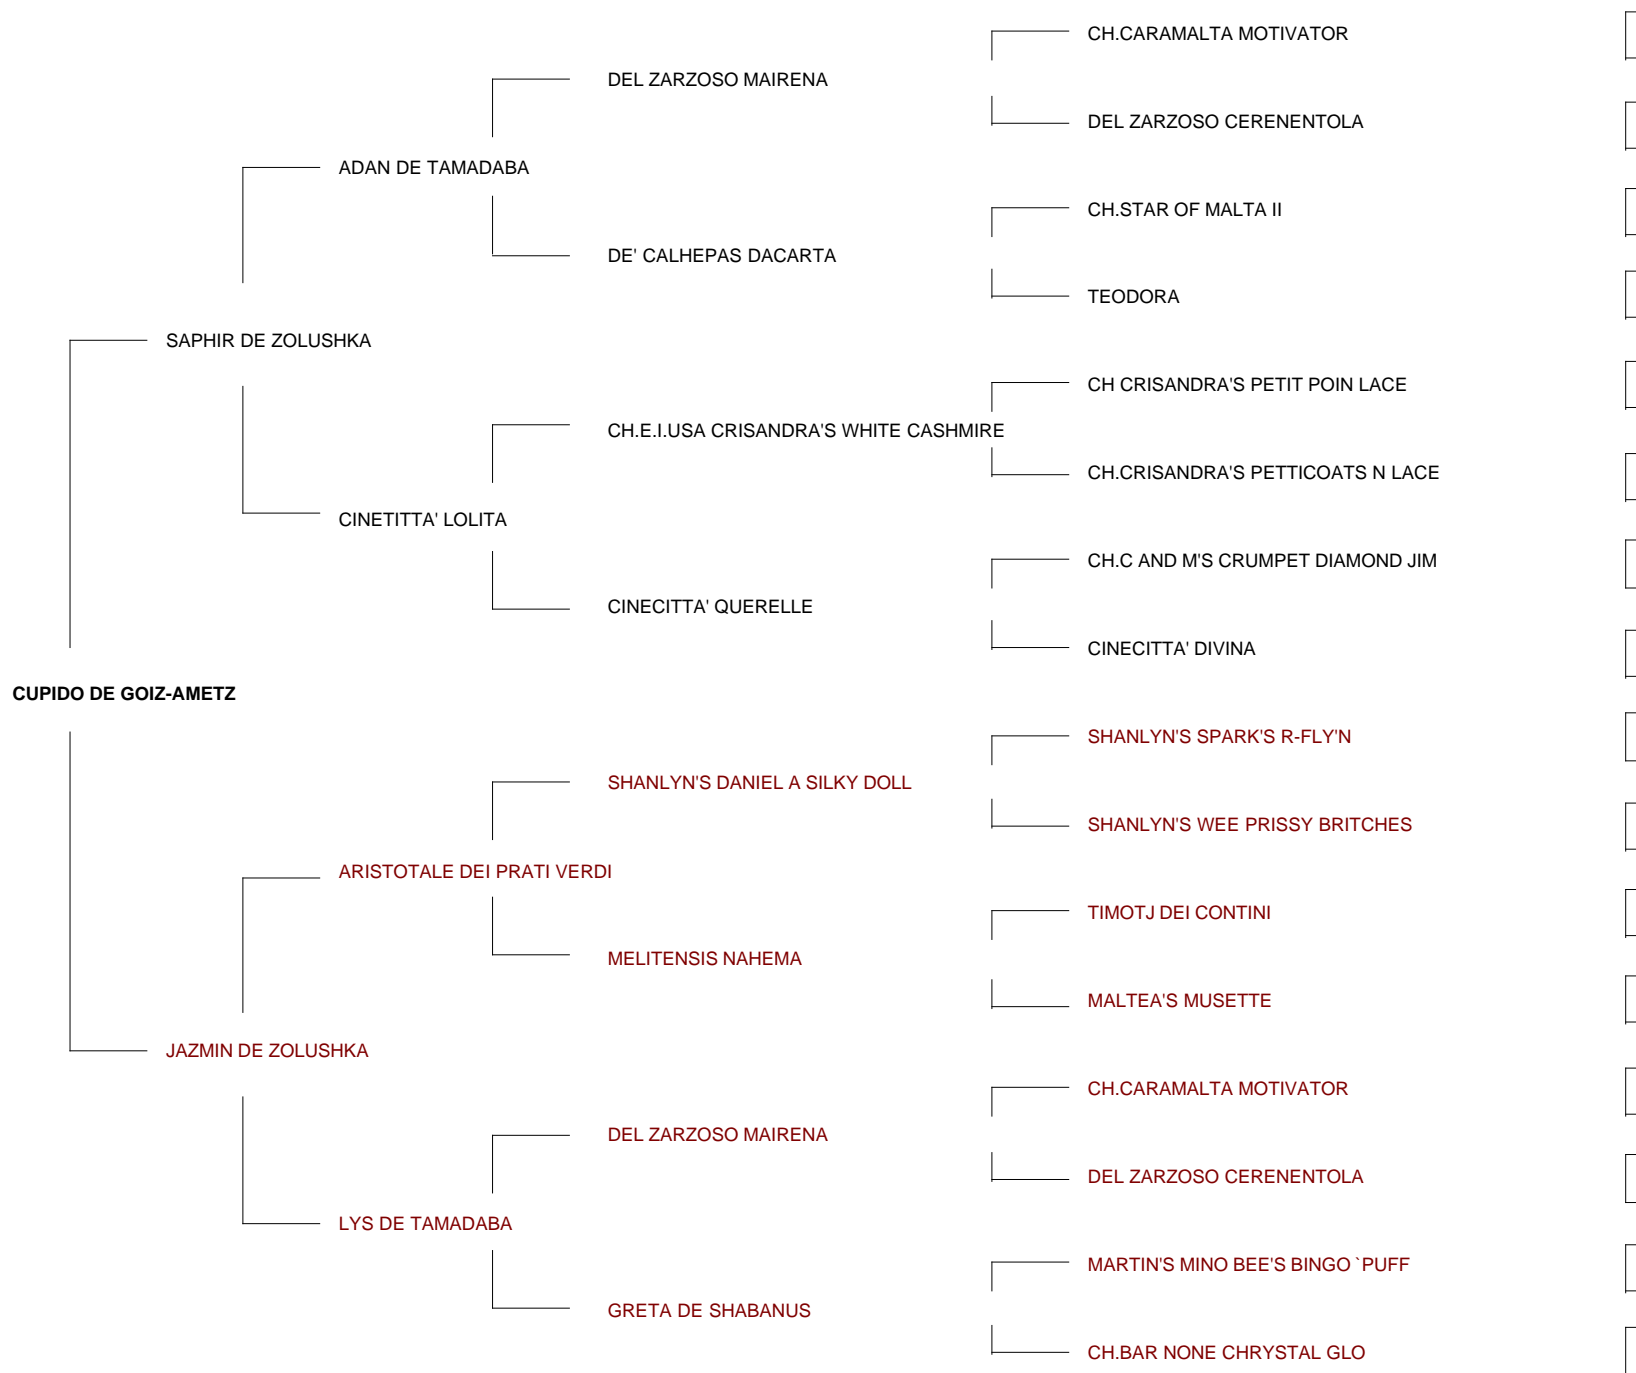 CH.CARAMALTA MOTIVATOR
DEL ZARZOSO MAIRENA
DEL ZARZOSO CERENENTOLA
ADAN DE TAMADABA
CH.STAR OF MALTA II
DE' CALHEPAS DACARTA
TEODORA
SAPHIR DE ZOLUSHKA
CH CRISANDRA'S PETIT POIN LACE
CH.E.I.USA CRISANDRA'S WHITE CASHMIRE
CH.CRISANDRA'S PETTICOATS N LACE
CINETITTA' LOLITA
CH.C AND M'S CRUMPET DIAMOND JIM
CINECITTA' QUERELLE
CINECITTA' DIVINA
CUPIDO DE GOIZ-AMETZ
SHANLYN'S SPARK'S R-FLY'N
SHANLYN'S DANIEL A SILKY DOLL
SHANLYN'S WEE PRISSY BRITCHES
ARISTOTALE DEI PRATI VERDI
TIMOTJ DEI CONTINI
MELITENSIS NAHEMA
MALTEA'S MUSETTE
JAZMIN DE ZOLUSHKA
CH.CARAMALTA MOTIVATOR
DEL ZARZOSO MAIRENA
DEL ZARZOSO CERENENTOLA
LYS DE TAMADABA
MARTIN'S MINO BEE'S BINGO `PUFF
GRETA DE SHABANUS
CH.BAR NONE CHRYSTAL GLO